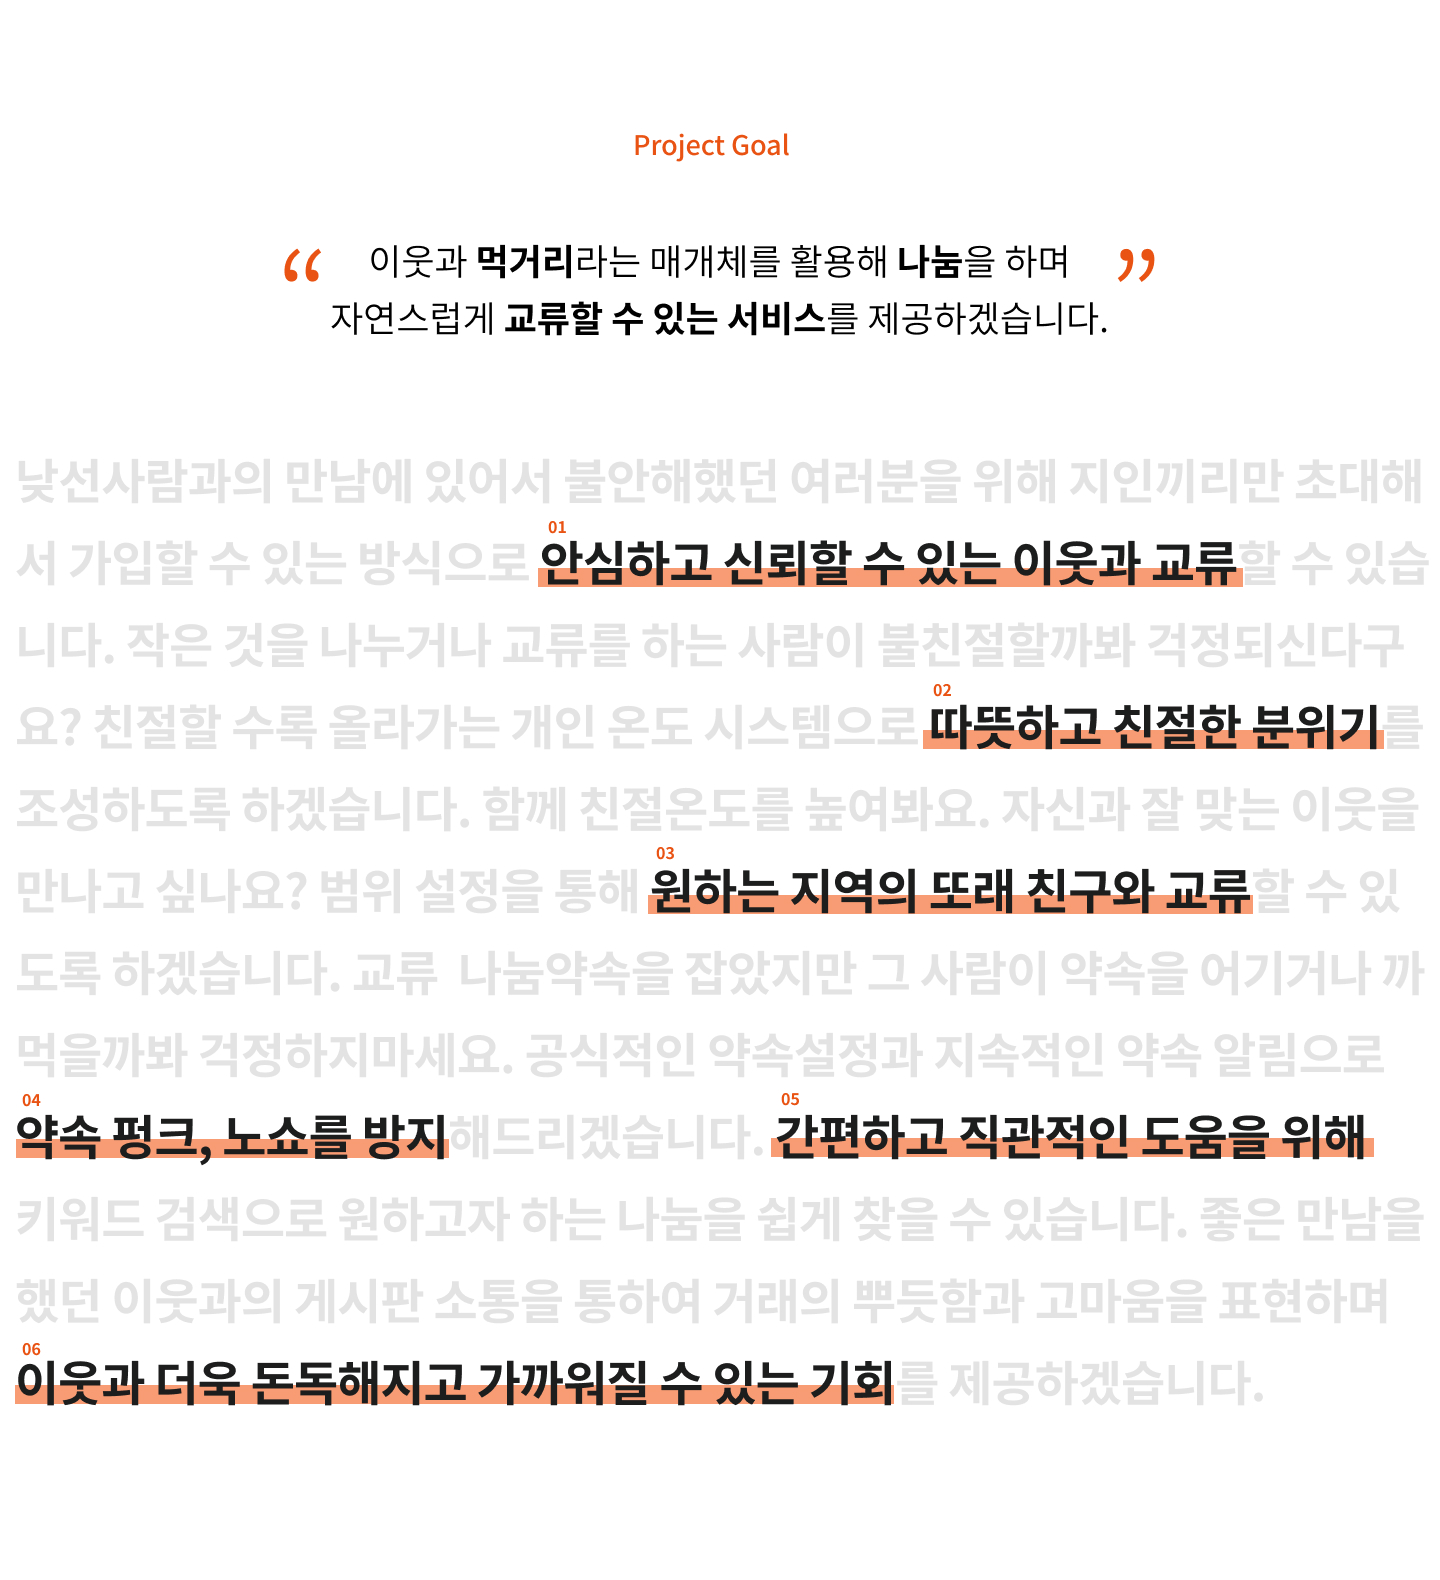 Project Goal
“ 이웃과 먹거리라는 매개체를 활용해 나눔을 하며 ”
자연스럽게 교류할 수 있는 서비스를 제공하겠습니다.
낮선사람과의 만남에 있어서 불안해했던 여러분을 위해 지인끼리만 초대해
01
서 가입할 수 있는 방식으로 안심하고 신뢰할 수 있는 이웃과 교류할 수 있습
니다. 작은 것을 나누거나 교류를 하는 사람이 불친절할까봐 걱정되신다구
02
요? 친절할 수록 올라가는 개인 온도 시스템으로 따뜻하고 친절한 분위기를
조성하도록 하겠습니다. 함께 친절온도를 높여봐요. 자신과 잘 맞는 이웃을
03
만나고 싶나요? 범위 설정을 통해 원하는 지역의 또래 친구와 교류할 수 있
도록 하겠습니다. 교류 나눔약속을 잡았지만 그 사람이 약속을 어기거나 까
먹을까봐 걱정하지마세요. 공식적인 약속설정과 지속적인 약속 알림으로
04 05
약속 펑크, 노쇼를 방지해드리겠습니다. 간편하고 직관적인 도움을 위해
키워드 검색으로 원하고자 하는 나눔을 쉽게 찾을 수 있습니다. 좋은 만남을
했던 이웃과의 게시판 소통을 통하여 거래의 뿌듯함과 고마움을 표현하며
06
이웃과 더욱 돈독해지고 가까워질 수 있는 기회를 제공하겠습니다.